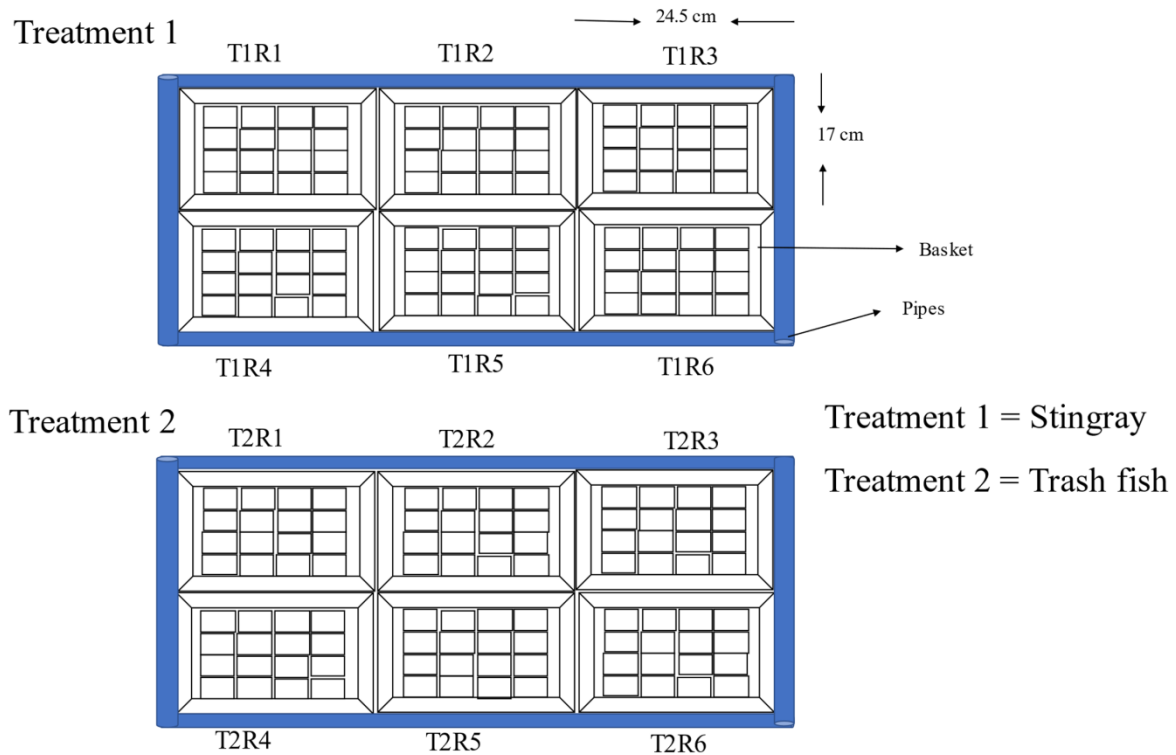 Treatment 1
24.5 cm
T1R1 T1R2 T1R3
17 cm
Basket
Pipes
T1R4 T1R5 T1R6
Treatment 2
T2R1 T2R2 T2R3
Treatment 1 = Stingray
Treatment 2 = Trash fish
T2R4 T2R5 T2R6